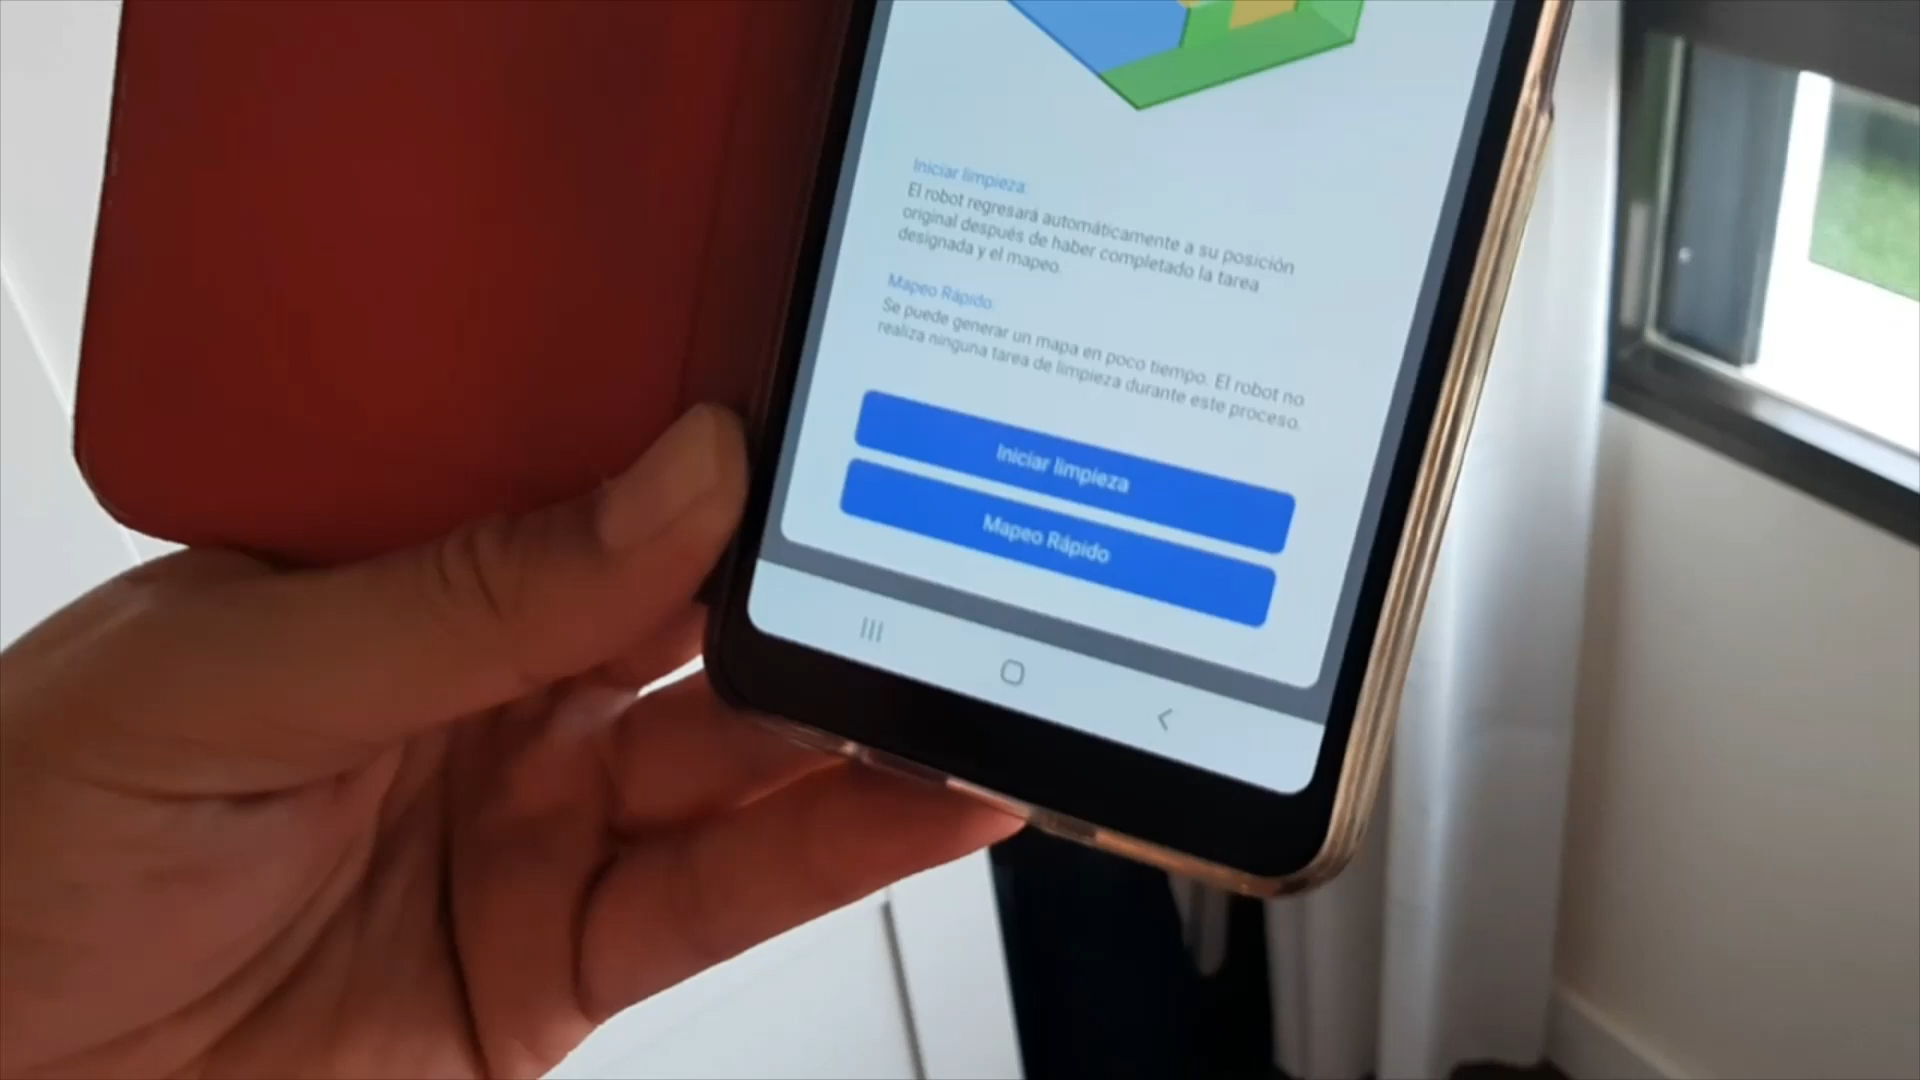 Iniciar limpieza:
El robot regresará automáticamente a su posición
original después de haber completado la tarea
designada y el mapeo.
Mapeo Rápido:
Se puede generar un mapa en poco tiempo. El robot no
realiza ninguna tarea de limpieza durante este proceso.
Iniciar limpieza
Mapeo Rápido